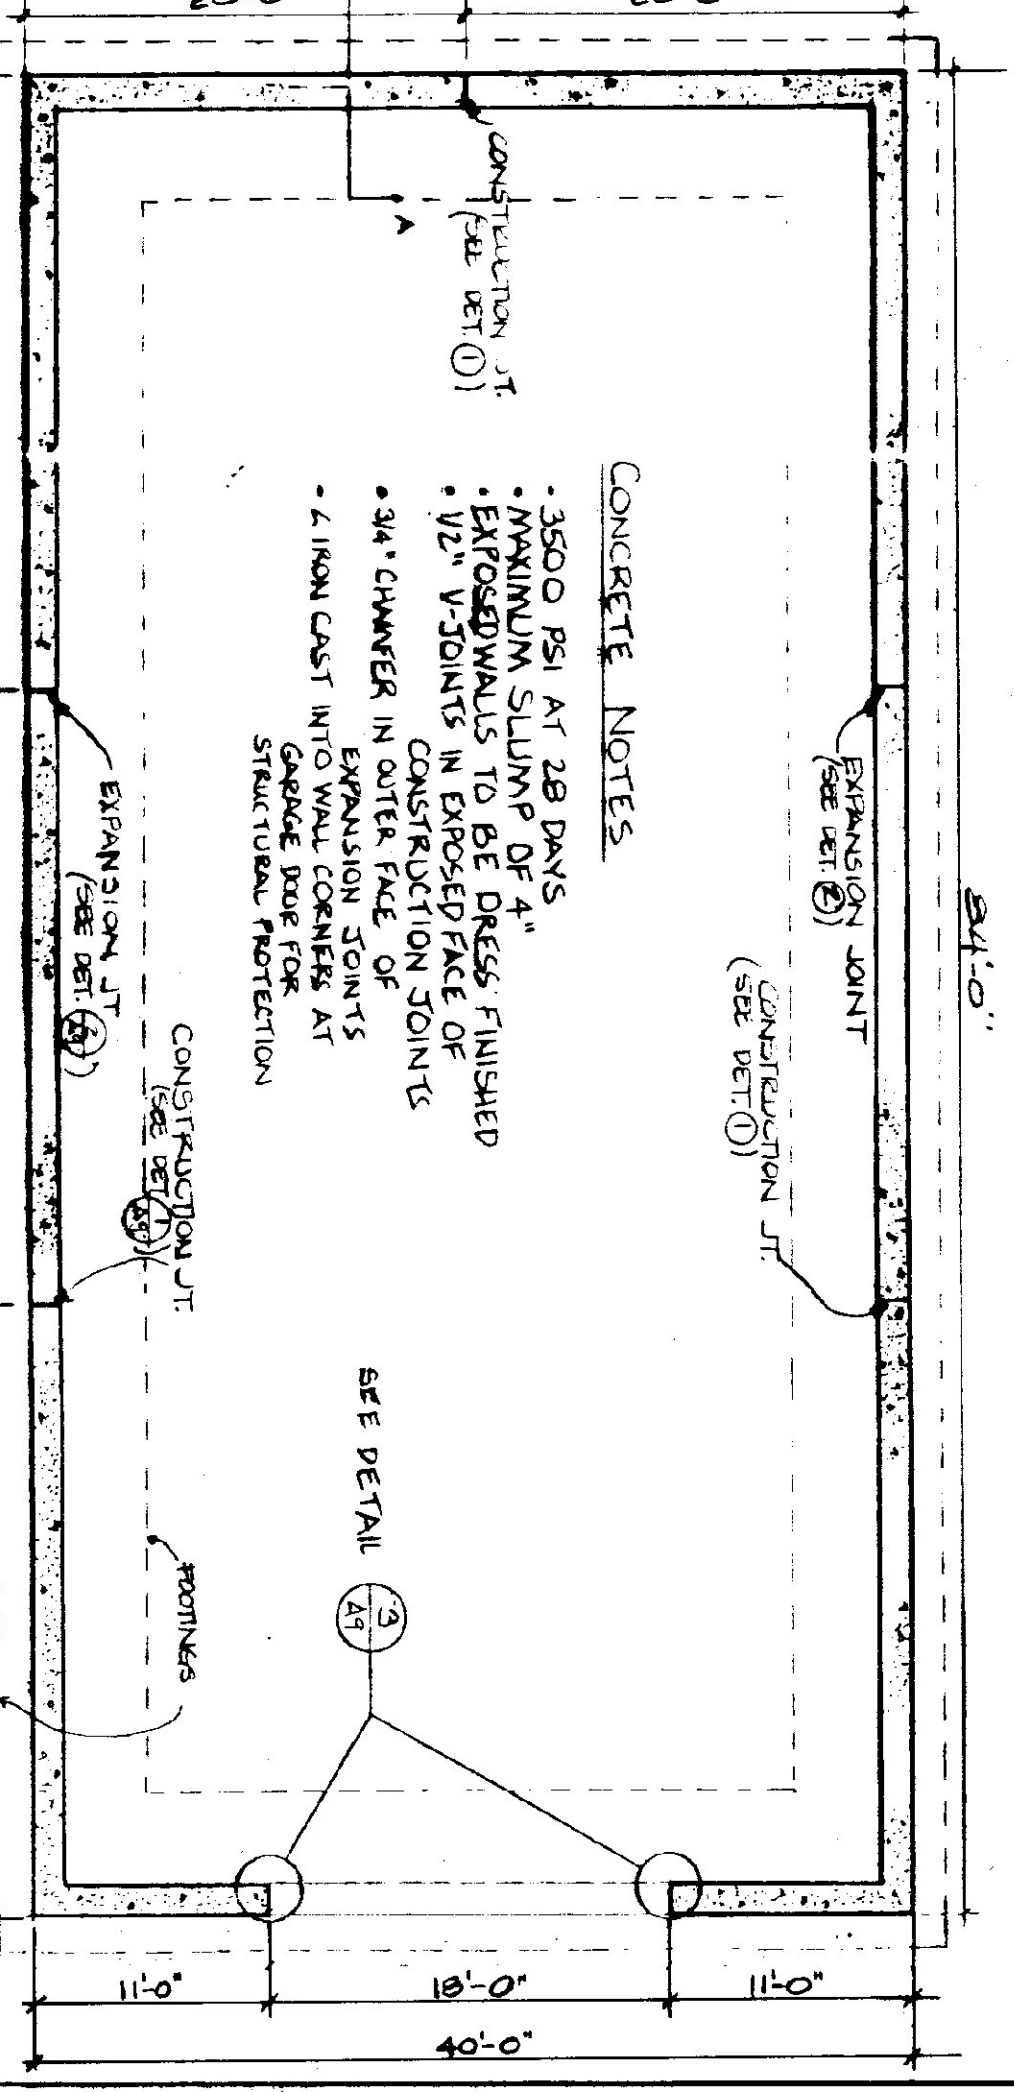 CONSTRUCTION JT.
(SEE DET. 1)
A
CONCRETE NOTES
• 3500 PSI AT 28 DAYS
• MAXIMUM SLUMP OF 4"
• EXPOSED WALLS TO BE DRESS FINISHED
• 1/2" V-JOINTS IN EXPOSED FACE OF
CONSTRUCTION JOINTS
• 3/4" CHAMFER IN OUTER FACE OF
EXPANSION JOINTS
• L IRON CAST INTO WALL CORNERS AT
GARAGE DOOR FOR
STRUCTURAL PROTECTION
EXPANSION JOINT
(SEE DET. 2)
84'-0"
CONSTRUCTION JT.
(SEE DET. 1)
EXPANSION JT
(SEE DET.
CONSTRUCTION JT.
(SEE DET. 1 A9)
SEE DETAIL
3
A9
FOOTINGS
11'-0"
18'-0"
11'-0"
40'-0"